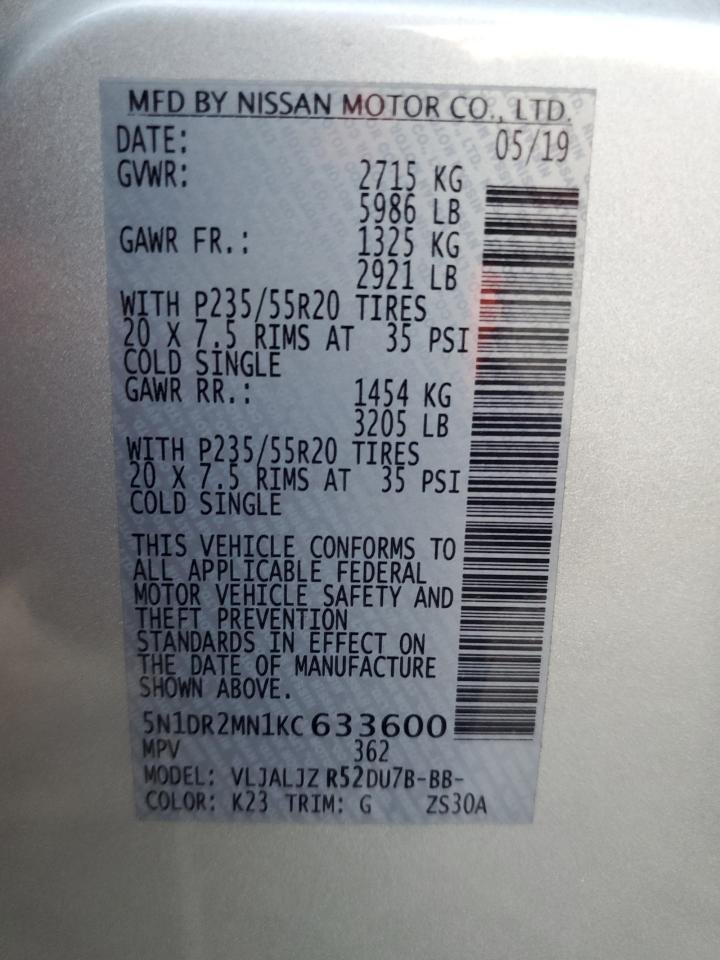 MFD BY NISSAN MOTOR CO., LTD.
DATE: 05/19
GVWR: 2715 KG
5986 LB
GAWR FR.: 1325 KG
2921 LB
WITH P235/55R20 TIRES
20 X 7.5 RIMS AT 35 PSI
COLD SINGLE
GAWR RR.: 1454 KG
3205 LB
WITH P235/55R20 TIRES
20 X 7.5 RIMS AT 35 PSI
COLD SINGLE
THIS VEHICLE CONFORMS TO
ALL APPLICABLE FEDERAL
MOTOR VEHICLE SAFETY AND
THEFT PREVENTION
STANDARDS IN EFFECT ON
THE DATE OF MANUFACTURE
SHOWN ABOVE.
5N1DR2MN1KC633600
MPV 362
MODEL: VLJALJZ R52DU7B-BB-
COLOR: K23 TRIM: G ZS30A